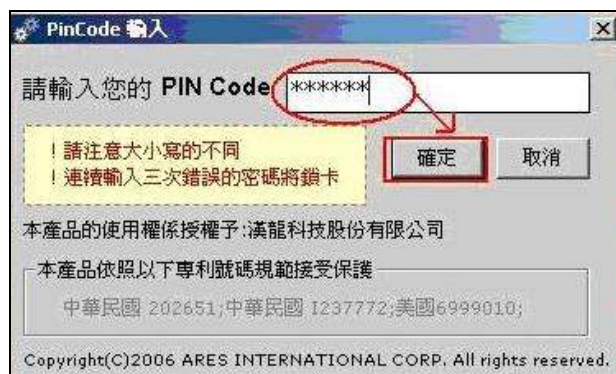 PinCode 輸入
請輸入您的 PIN Code
******
！請注意大小寫的不同
！連續輸入三次錯誤的密碼將鎖卡
確定
取消
本產品的使用權係授權予:漢龍科技股份有限公司
本產品依照以下專利號碼規範接受保護
中華民國 202651;中華民國 I237772;美國6999010;
Copyright(C)2006 ARES INTERNATIONAL CORP. All rights reserved.